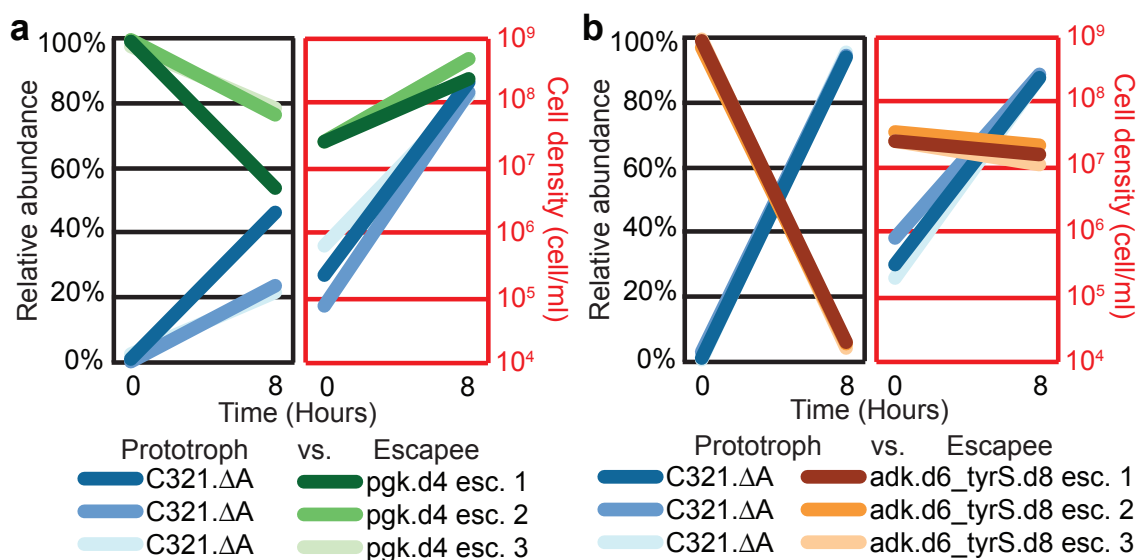 a
100%
80%
60%
40%
20%
0%
Relative abundance
10⁹
10⁸
10⁷
10⁶
10⁵
10⁴
Cell density (cell/ml)
0 8 0 8
Time (Hours)
Prototroph vs. Escapee
C321.ΔA pgk.d4 esc. 1
C321.ΔA pgk.d4 esc. 2
C321.ΔA pgk.d4 esc. 3
b
100%
80%
60%
40%
20%
0%
Relative abundance
10⁹
10⁸
10⁷
10⁶
10⁵
10⁴
Cell density (cell/ml)
0 8 0 8
Time (Hours)
Prototroph vs. Escapee
C321.ΔA adk.d6_tyrS.d8 esc. 1
C321.ΔA adk.d6_tyrS.d8 esc. 2
C321.ΔA adk.d6_tyrS.d8 esc. 3